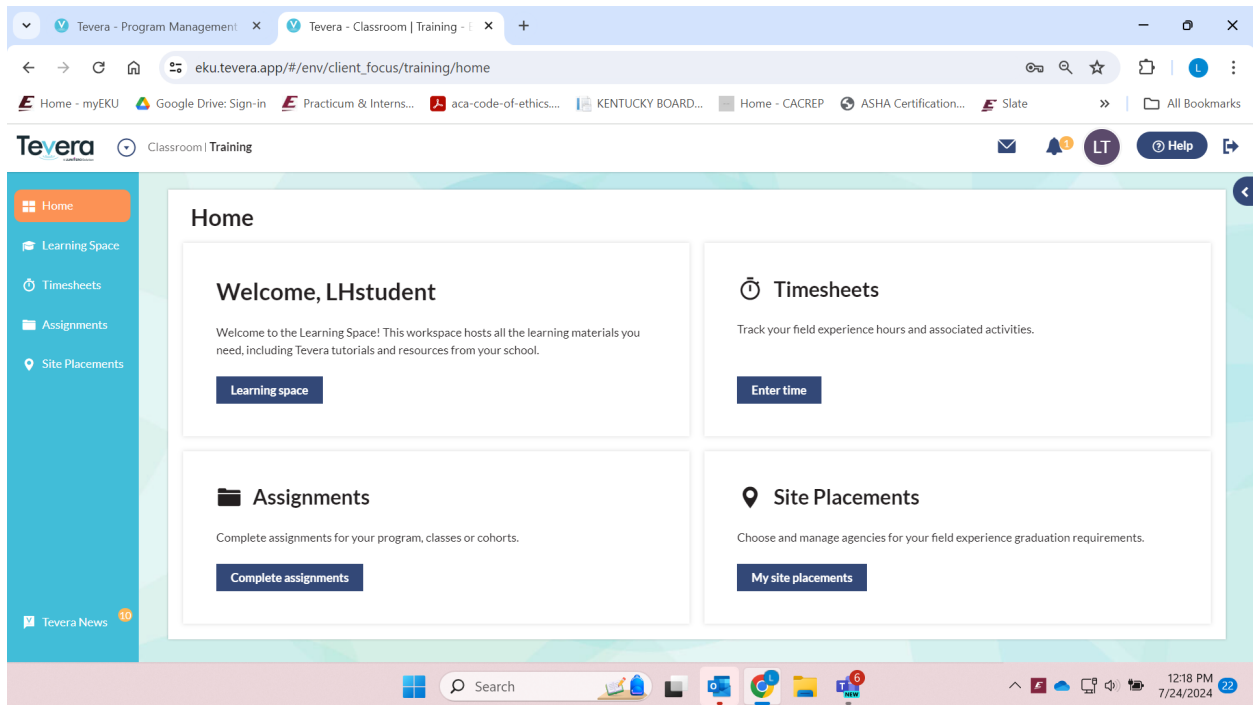 Tevera - Program Management
Tevera - Classroom | Training - E
eku.tevera.app/#/env/client_focus/training/home
L
Home - myEKU
Google Drive: Sign-in
Practicum & Interns...
aca-code-of-ethics....
KENTUCKY BOARD...
Home - CACREP
ASHA Certification...
Slate
»
All Bookmarks
Tevera
Classroom | Training
1
LT
Help
Home
Learning Space
Timesheets
Assignments
Site Placements
Tevera News
10
Home
Welcome, LHstudent
Welcome to the Learning Space! This workspace hosts all the learning materials you
need, including Tevera tutorials and resources from your school.
Learning space
Timesheets
Track your field experience hours and associated activities.
Enter time
Assignments
Complete assignments for your program, classes or cohorts.
Complete assignments
Site Placements
Choose and manage agencies for your field experience graduation requirements.
My site placements
Search
6
NEW
12:18 PM
7/24/2024
22